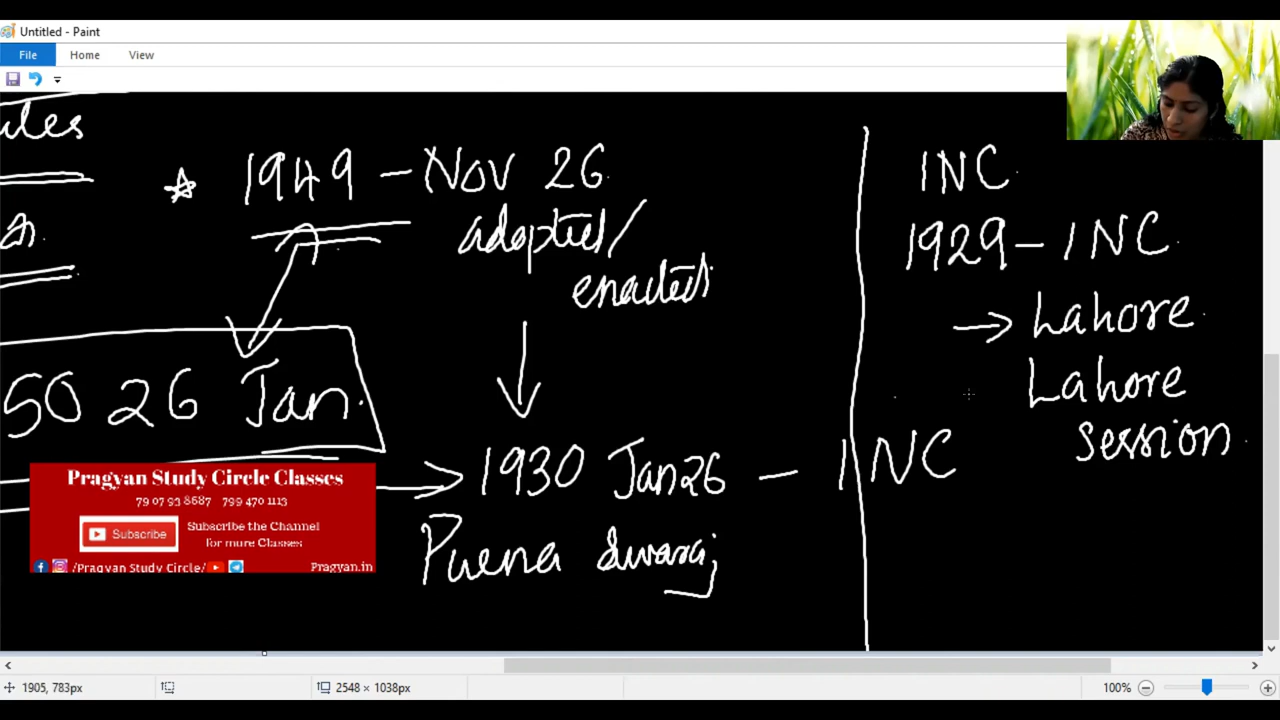 Untitled - Paint
File Home View
ules
1949 - Nov 26
adopted/
enacted
50 26 Jan
1930 Jan 26 - INC
Purna Swaraj
INC
1929 - INC
→ Lahore
Lahore
Session
Pragyan Study Circle Classes
79 07 93 8687 799 470 1113
Subscribe
Subscribe the Channel
for more Classes
/Pragyan Study Circle/
Pragyan.in
1905, 783px
2548 × 1038px
100%